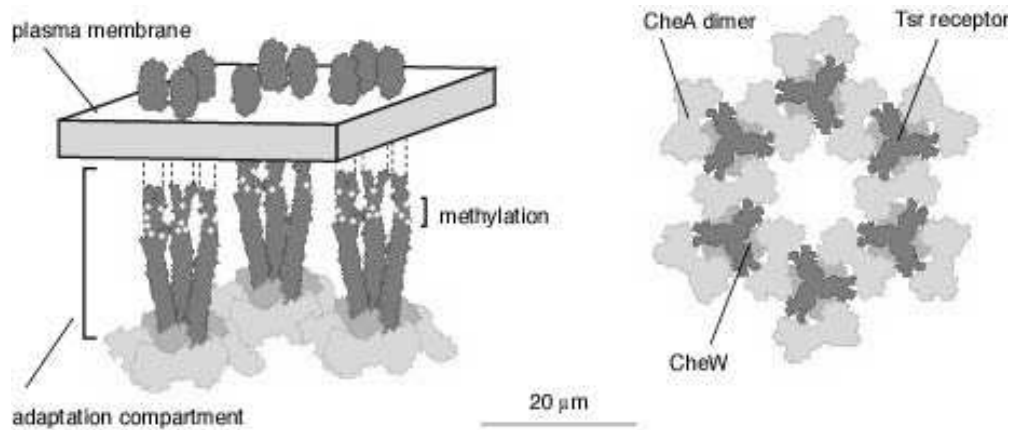 plasma membrane
CheA dimer
Tsr receptor
methylation
CheW
adaptation compartment
20 μm